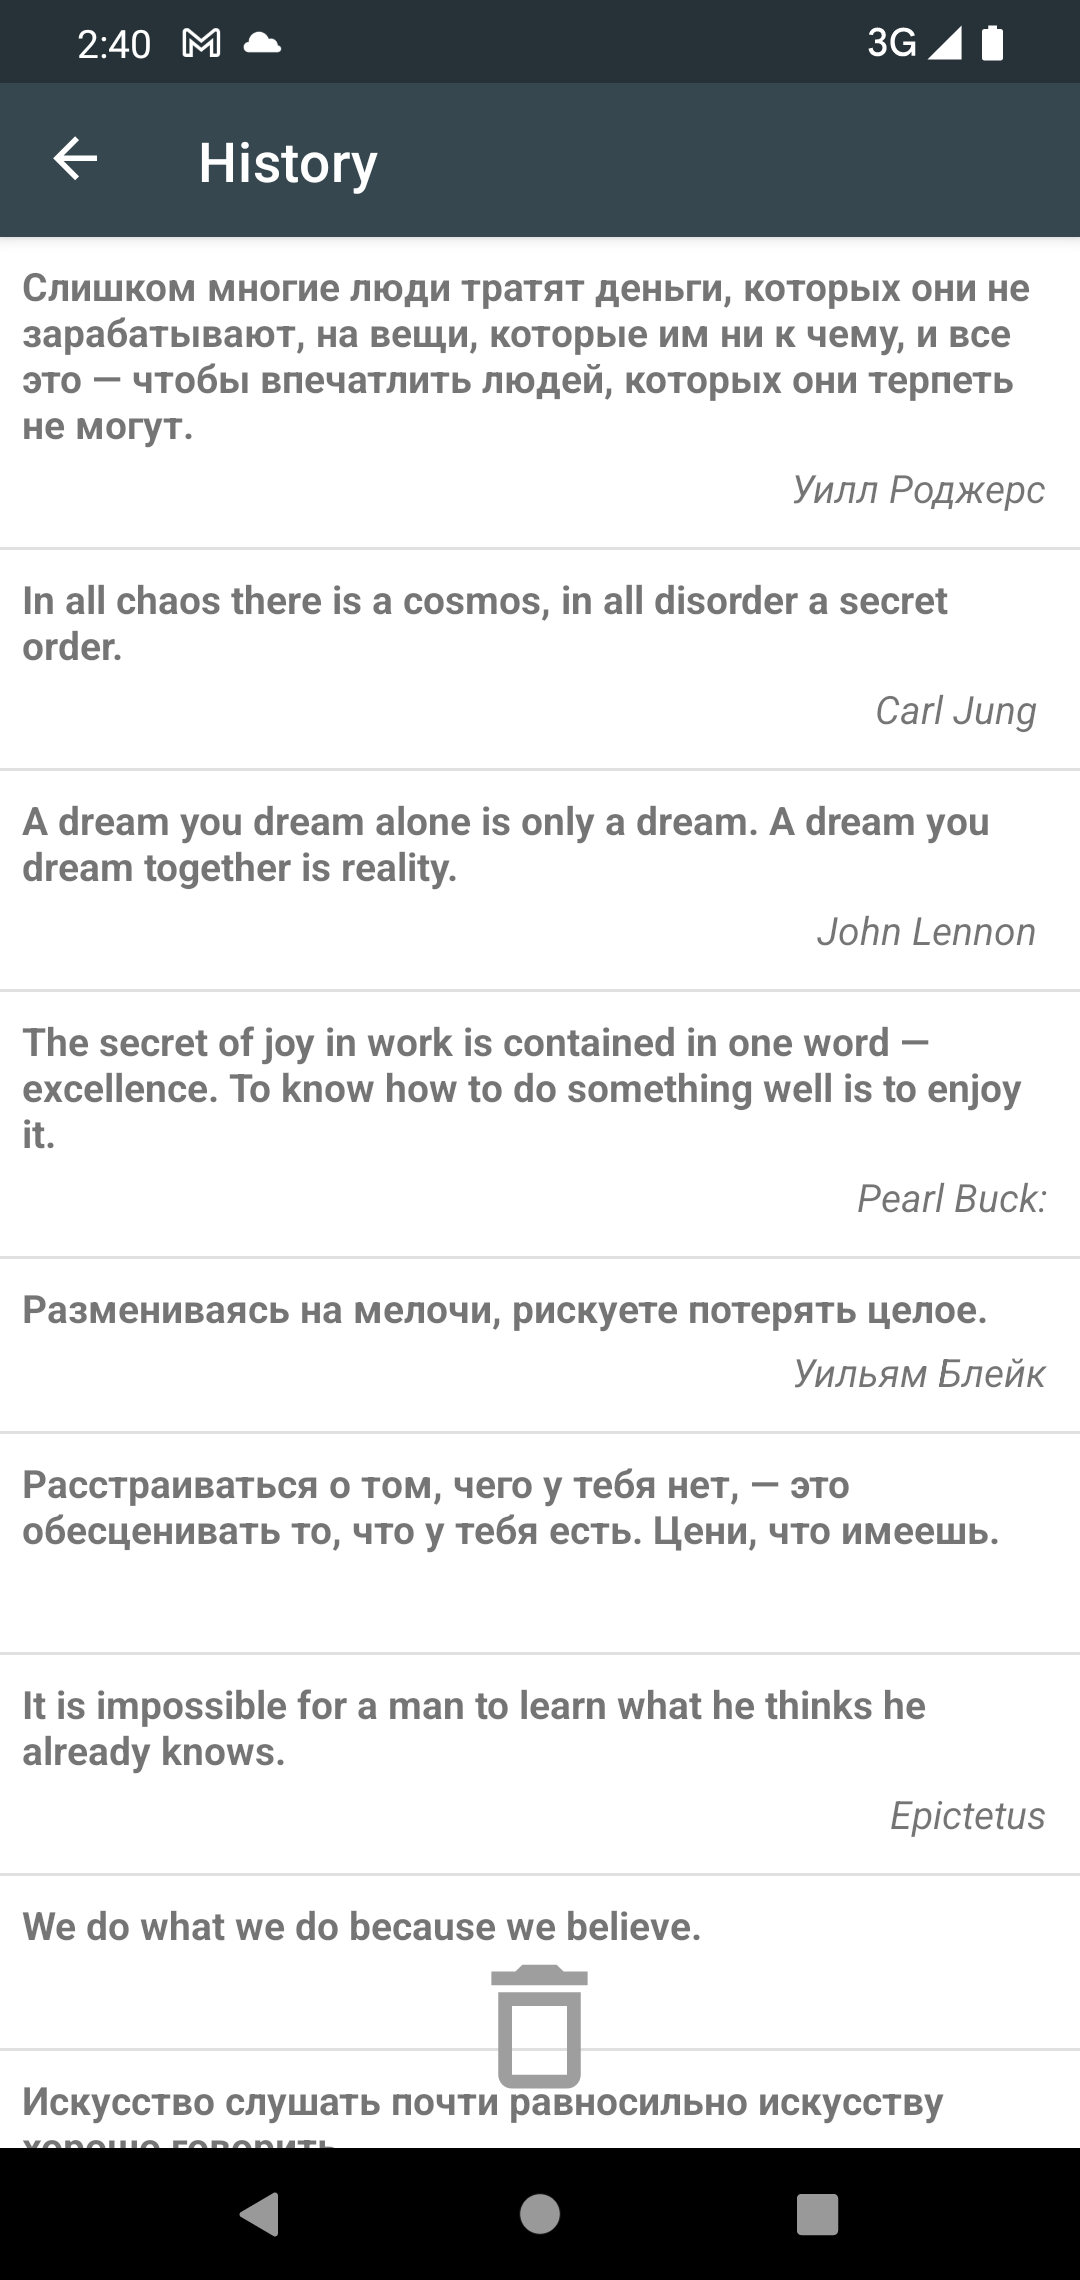 2:40
3G
History
Слишком многие люди тратят деньги, которых они не
зарабатывают, на вещи, которые им ни к чему, и все
это — чтобы впечатлить людей, которых они терпеть
не могут.
Уилл Роджерс
In all chaos there is a cosmos, in all disorder a secret
order.
Carl Jung
A dream you dream alone is only a dream. A dream you
dream together is reality.
John Lennon
The secret of joy in work is contained in one word —
excellence. To know how to do something well is to enjoy
it.
Pearl Buck:
Размениваясь на мелочи, рискуете потерять целое.
Уильям Блейк
Расстраиваться о том, чего у тебя нет, — это
обесценивать то, что у тебя есть. Цени, что имеешь.
It is impossible for a man to learn what he thinks he
already knows.
Epictetus
We do what we do because we believe.
Искусство слушать почти равносильно искусству
хорошо говорить